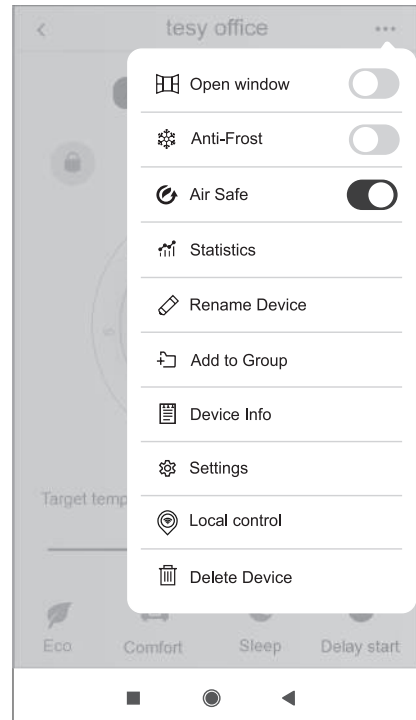 tesy office
Open window
Anti-Frost
Air Safe
Statistics
Rename Device
Add to Group
Device Info
Settings
Local control
Delete Device
Target temp
Eco Comfort Sleep Delay start